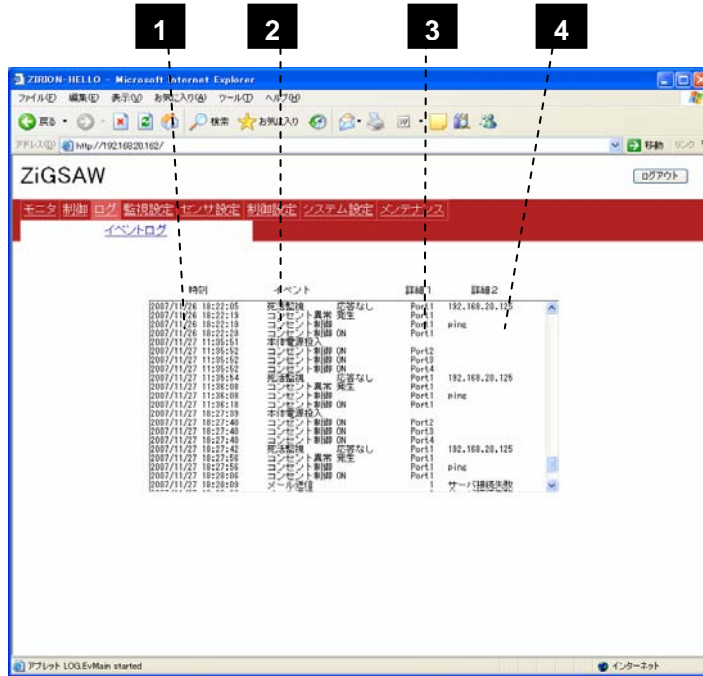 1 2 3 4
ZIRION-HELLO - Microsoft Internet Explorer
ファイル(F) 編集(E) 表示(V) お気に入り(A) ツール(T) ヘルプ(H)
戻る 検索 お気に入り
アドレス(D) http://192.168.20.162/ 移動 リンク
ZiGSAW ログアウト
モニタ 制御 ログ 監視設定 センサ設定 制御設定 システム設定 メンテナンス
イベントログ
時刻 イベント 詳細1 詳細2
2007/11/26 18:22:05 死活監視 応答なし Port1 192.168.20.125
2007/11/26 18:22:19 コンセント異常 発生 Port1
2007/11/26 18:22:19 コンセント制御 Port1 ping
2007/11/26 18:22:29 コンセント制御 ON Port1
2007/11/27 11:35:51 本体電源投入
2007/11/27 11:35:52 コンセント制御 ON Port2
2007/11/27 11:35:52 コンセント制御 ON Port3
2007/11/27 11:35:52 コンセント制御 ON Port4
2007/11/27 11:35:54 死活監視 応答なし Port1 192.168.20.125
2007/11/27 11:36:08 コンセント異常 発生 Port1
2007/11/27 11:36:08 コンセント制御 Port1 ping
2007/11/27 11:36:18 コンセント制御 ON Port1
2007/11/27 18:27:39 本体電源投入
2007/11/27 18:27:40 コンセント制御 ON Port2
2007/11/27 18:27:40 コンセント制御 ON Port3
2007/11/27 18:27:40 コンセント制御 ON Port4
2007/11/27 18:27:42 死活監視 応答なし Port1 192.168.20.125
2007/11/27 18:27:56 コンセント異常 発生 Port1
2007/11/27 18:27:56 コンセント制御 Port1 ping
2007/11/27 18:28:06 コンセント制御 ON Port1
2007/11/27 18:28:09 メール送信 1 サーバ接続失敗
アプレット LOG.EvMain started インターネット